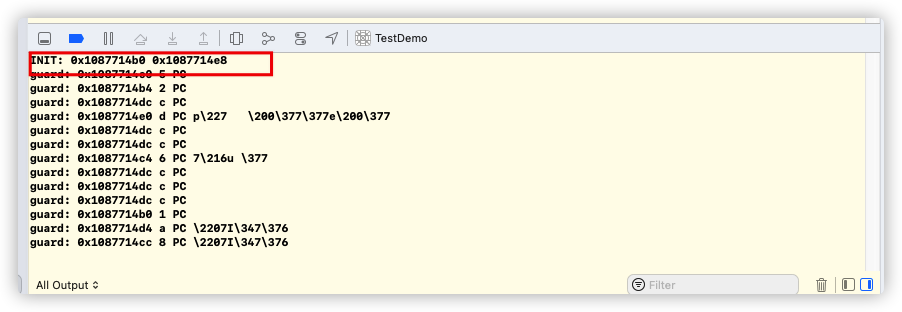 TestDemo
INIT: 0x1087714b0 0x1087714e8
guard: 0x1087714c0 5 PC
guard: 0x1087714b4 2 PC
guard: 0x1087714dc c PC
guard: 0x1087714e0 d PC p\227   \200\377\377e\200\377
guard: 0x1087714dc c PC
guard: 0x1087714dc c PC
guard: 0x1087714c4 6 PC 7\216u \377
guard: 0x1087714dc c PC
guard: 0x1087714dc c PC
guard: 0x1087714dc c PC
guard: 0x1087714b0 1 PC
guard: 0x1087714d4 a PC \2207I\347\376
guard: 0x1087714cc 8 PC \2207I\347\376
All Output
Filter